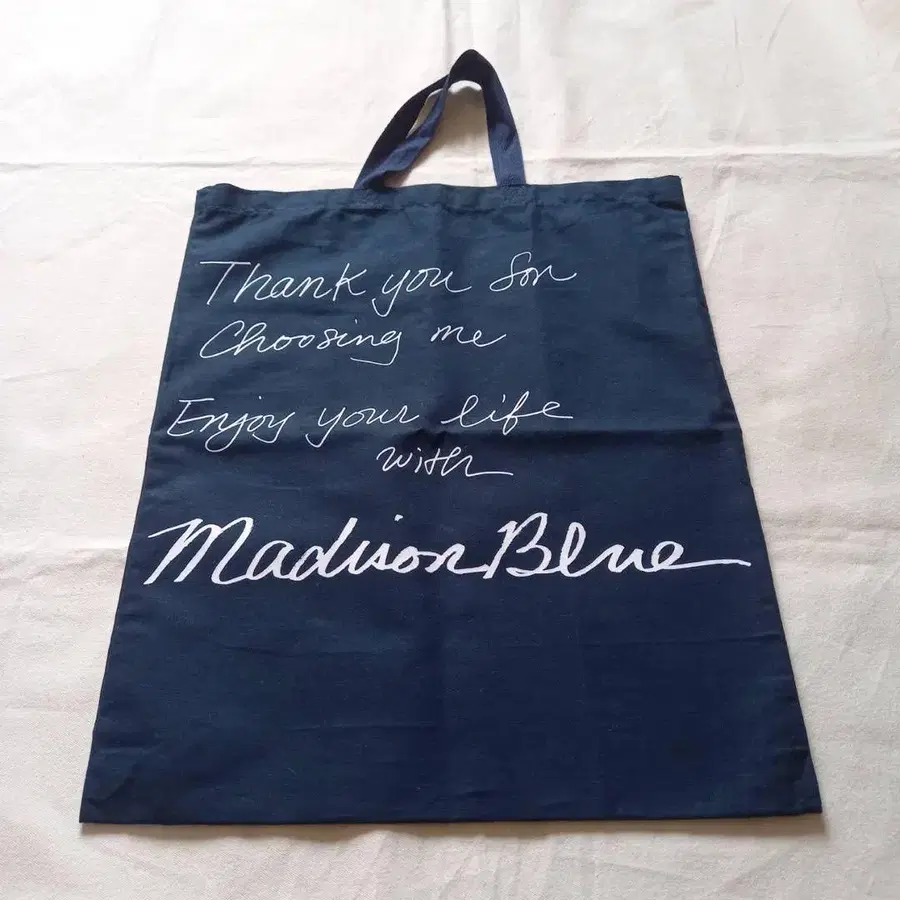 Thank you for
Choosing me
Enjoy your life
with
MadisonBlue